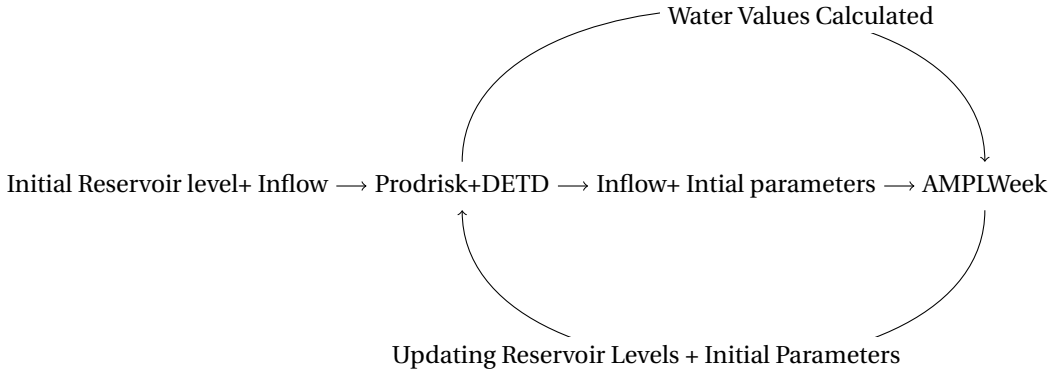 Water Values Calculated
Initial Reservoir level+ Inflow → Prodrisk+DETD → Inflow+ Intial parameters → AMPLWeek
Updating Reservoir Levels + Initial Parameters